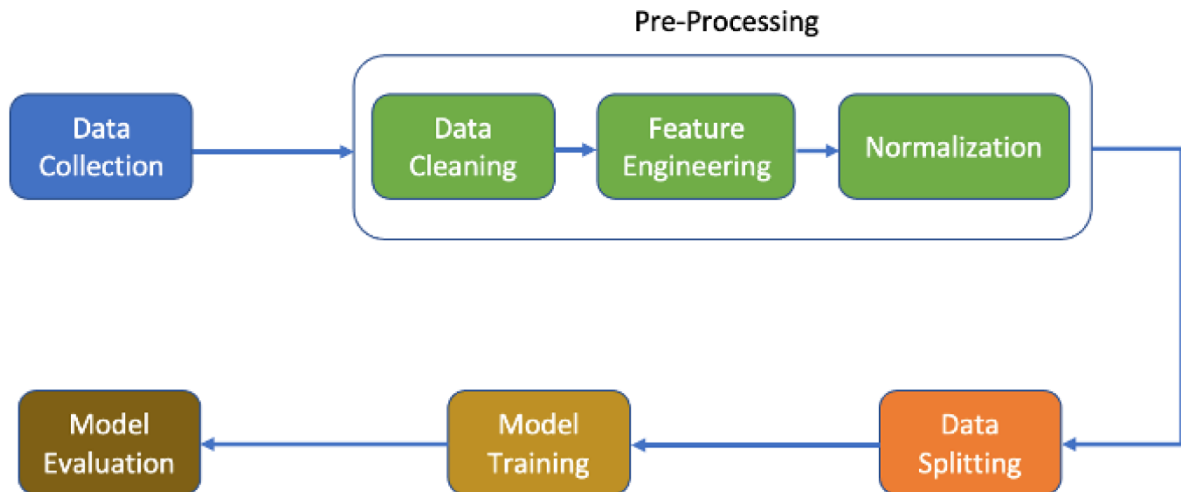 Pre-Processing
Data
Collection
Data
Cleaning
Feature
Engineering
Normalization
Model
Evaluation
Model
Training
Data
Splitting